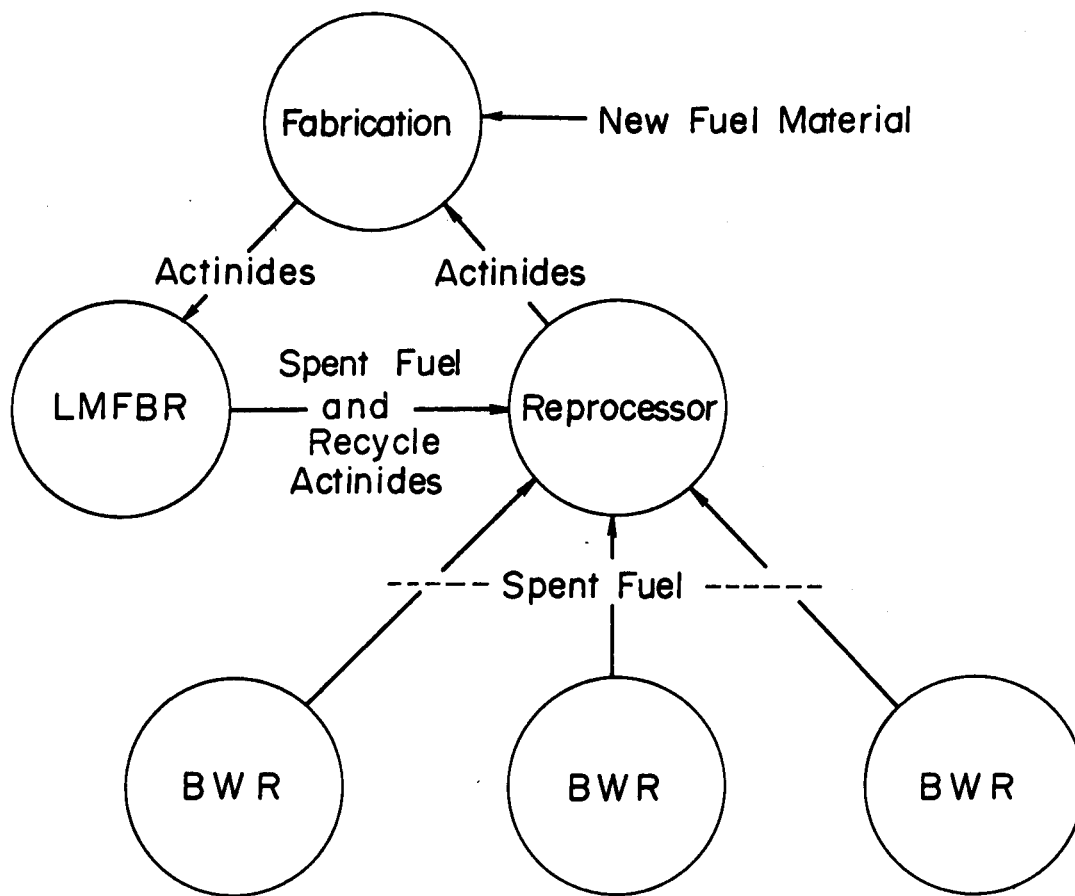 Fabrication
New Fuel Material
Actinides
Actinides
LMFBR
Spent Fuel
and
Recycle
Actinides
Reprocessor
Spent Fuel
BWR
BWR
BWR